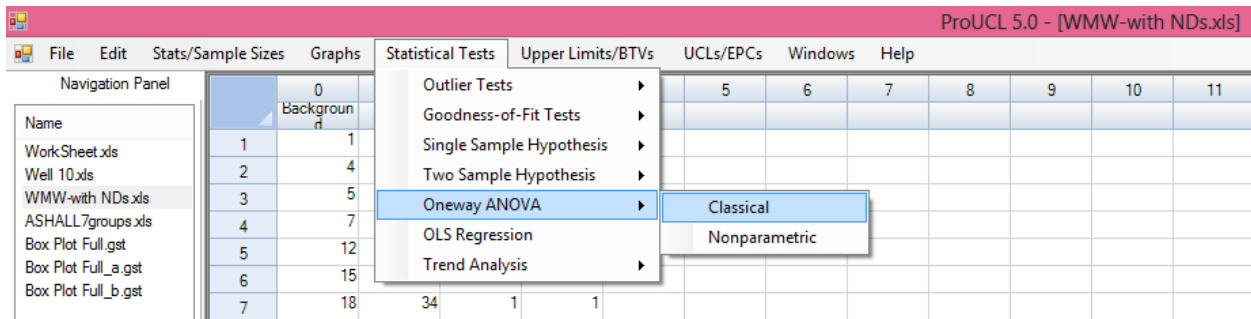 ProUCL 5.0 - [WMW-with NDs.xls]
File Edit Stats/Sample Sizes Graphs Statistical Tests Upper Limits/BTVs UCLs/EPCs Windows Help
Navigation Panel
Name
WorkSheet.xls
Well 10.xls
WMW-with NDs.xls
ASHALL7groups.xls
Box Plot Full.gst
Box Plot Full_a.gst
Box Plot Full_b.gst
0 5 6 7 8 9 10 11
Backgroun
d
1 1
2 4
3 5
4 7
5 12
6 15
7 18 34 1 1
Outlier Tests
Goodness-of-Fit Tests
Single Sample Hypothesis
Two Sample Hypothesis
Oneway ANOVA
OLS Regression
Trend Analysis
Classical
Nonparametric